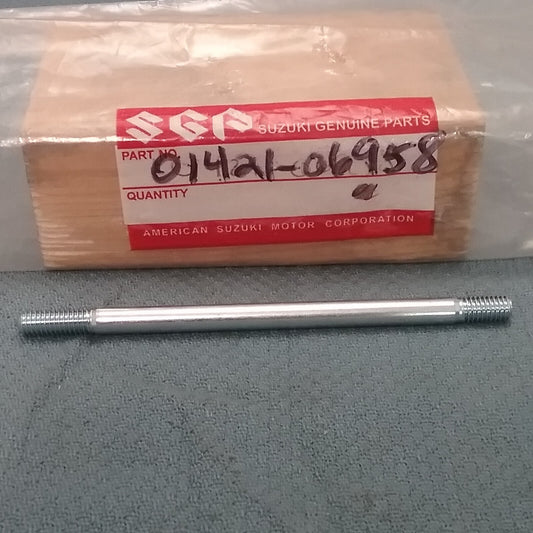 SGP SUZUKI GENUINE PARTS
PART NO. 01421-06958
QUANTITY
AMERICAN SUZUKI MOTOR CORPORATION